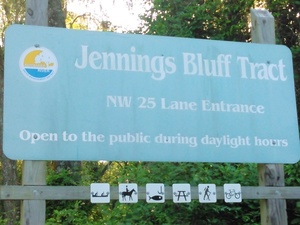 Jennings Bluff Tract
NW 25 Lane Entrance
Open to the public during daylight hours